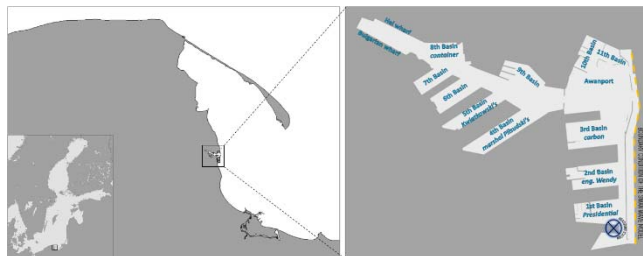 Hel wharf
Bulgarian wharf
8th Basin
container
7th Basin
6th Basin
5th Basin
Kwiatkowski's
4th Basin
marshal Piłsudski's
9th Basin
10th Basin
11th Basin
Awanport
3rd Basin
carbon
2nd Basin
eng. Wendy
1st Basin
Presidential